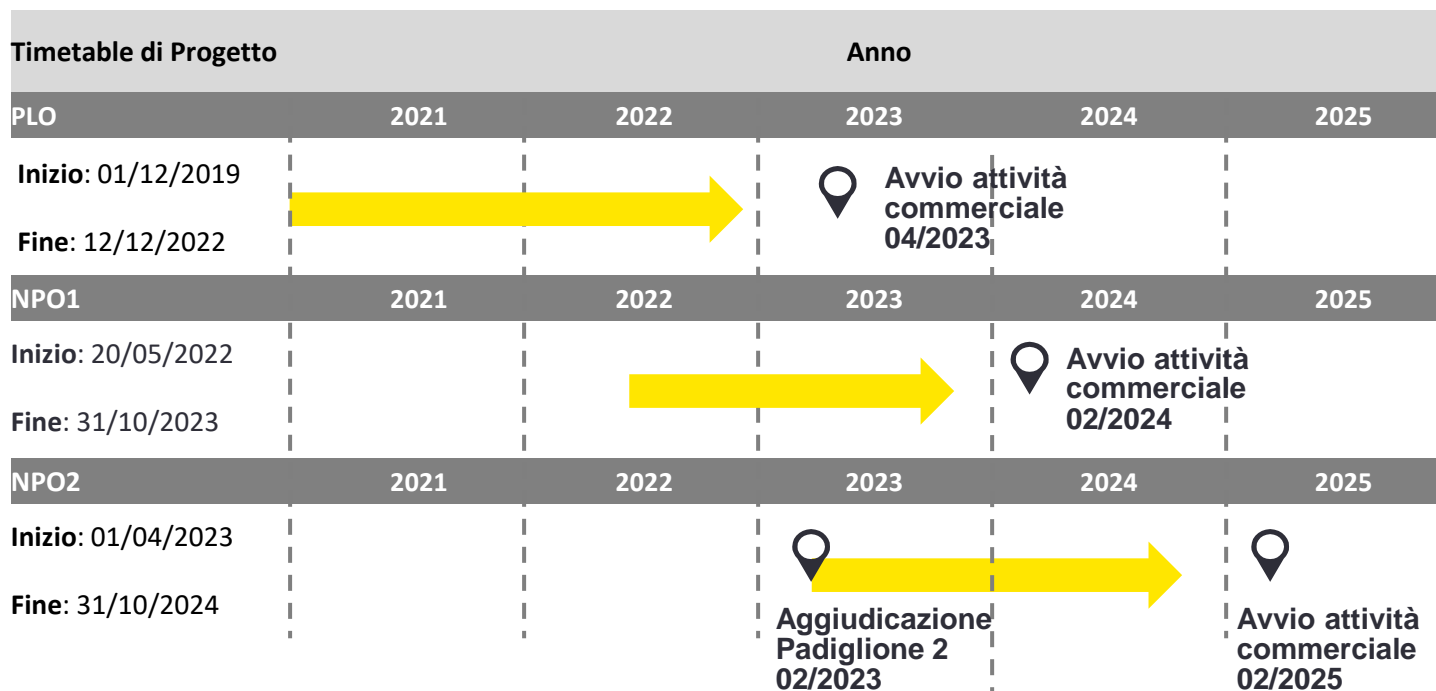 Timetable di Progetto Anno
PLO 2021 2022 2023 2024 2025
Inizio: 01/12/2019
Fine: 12/12/2022
Avvio attività
commerciale
04/2023
NPO1 2021 2022 2023 2024 2025
Inizio: 20/05/2022
Fine: 31/10/2023
Avvio attività
commerciale
02/2024
NPO2 2021 2022 2023 2024 2025
Inizio: 01/04/2023
Fine: 31/10/2024
Aggiudicazione
Padiglione 2
02/2023
Avvio attività
commerciale
02/2025